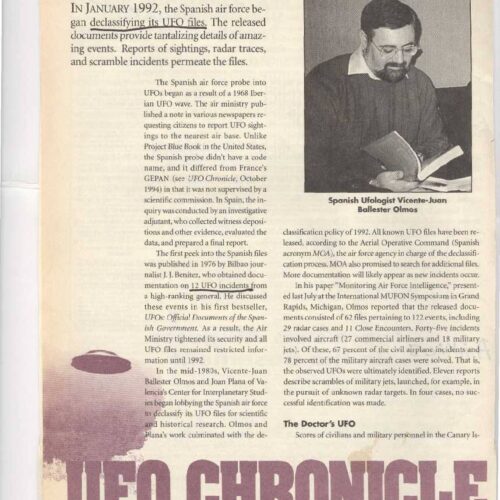 IN JANUARY 1992, the Spanish air force be-
gan declassifying its UFO files. The released
documents provide tantalizing details of amaz-
ing events. Reports of sightings, radar traces,
and scramble incidents permeate the files.
The Spanish air force probe into
UFOs began as a result of a 1968 Iber-
ian UFO wave. The air ministry pub-
lished a note in various newspapers re-
questing citizens to report UFO sight-
ings to the nearest air base. Unlike
Project Blue Book in the United States,
the Spanish probe didn't have a code
name, and it differed from France's
GEPAN (see UFO Chronicle, October
1994) in that it was not supervised by a
scientific commission. In Spain, the in-
quiry was conducted by an investigative
adjutant, who collected witness deposi-
tions and other evidence, evaluated the
data, and prepared a final report.
The first peek into the Spanish files
was published in 1976 by Bilbao jour-
nalist J. J. Benitez, who obtained docu-
mentation on 12 UFO incidents from
a high-ranking general. He discussed
these events in his first bestseller,
UFOs: Official Documents of the Span-
ish Government. As a result, the Air
Ministry tightened its security and all
UFO files remained restricted infor-
mation until 1992.
In the mid-1980s, Vicente-Juan
Ballester Olmos and Joan Plana of Va-
lencia's Center for Interplanetary Stud-
ies began lobbying the Spanish air force
to declassify its UFO files for scientific
and historical research. Olmos and
Plana's work culminated with the de-
Spanish Ufologist Vicente-Juan
Ballester Olmos
classification policy of 1992. All known UFO files have been re-
leased, according to the Aerial Operative Command (Spanish
acronym MOA), the air force agency in charge of the declassifi-
cation process. MOA also promised to search for additional files.
More documentation will likely appear as new incidents occur.
In his paper "Monitoring Air Force Intelligence," present-
ed last July at the International MUFON Symposium in Grand
Rapids, Michigan, Olmos reported that the released docu-
ments consisted of 62 files pertaining to 122 events, including
29 radar cases and 11 Close Encounters. Forty-five incidents
involved aircraft (27 commercial airliners and 18 military
jets). Of these, 67 percent of the civil airplane incidents and
78 percent of the military aircraft cases were solved. That is,
the observed UFOs were ultimately identified. Eleven reports
describe scrambles of military jets, launched, for example, in
the pursuit of unknown radar targets. In four cases, no suc-
cessful identification was made.
The Doctor's UFO
Scores of civilians and military personnel in the Canary Is-
UFO CHRONICLE